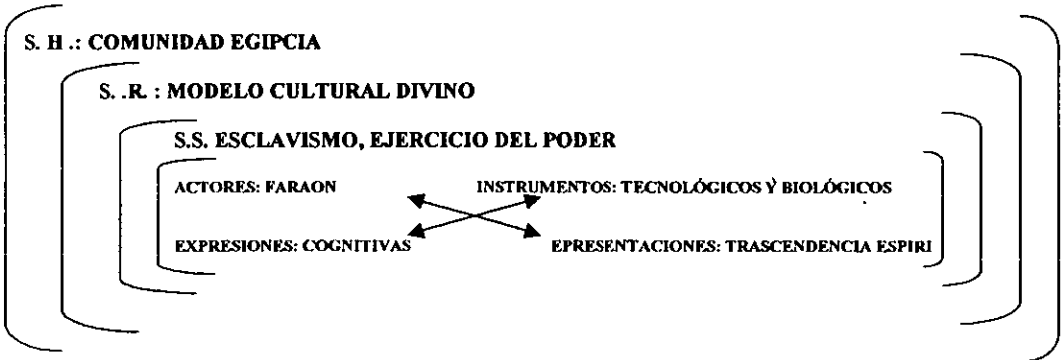 S. H .: COMUNIDAD EGIPCIA
S. .R. : MODELO CULTURAL DIVINO
S.S. ESCLAVISMO, EJERCICIO DEL PODER
ACTORES: FARAON INSTRUMENTOS: TECNOLÓGICOS Y BIOLÓGICOS
EXPRESIONES: COGNITIVAS EPRESENTACIONES: TRASCENDENCIA ESPIRI